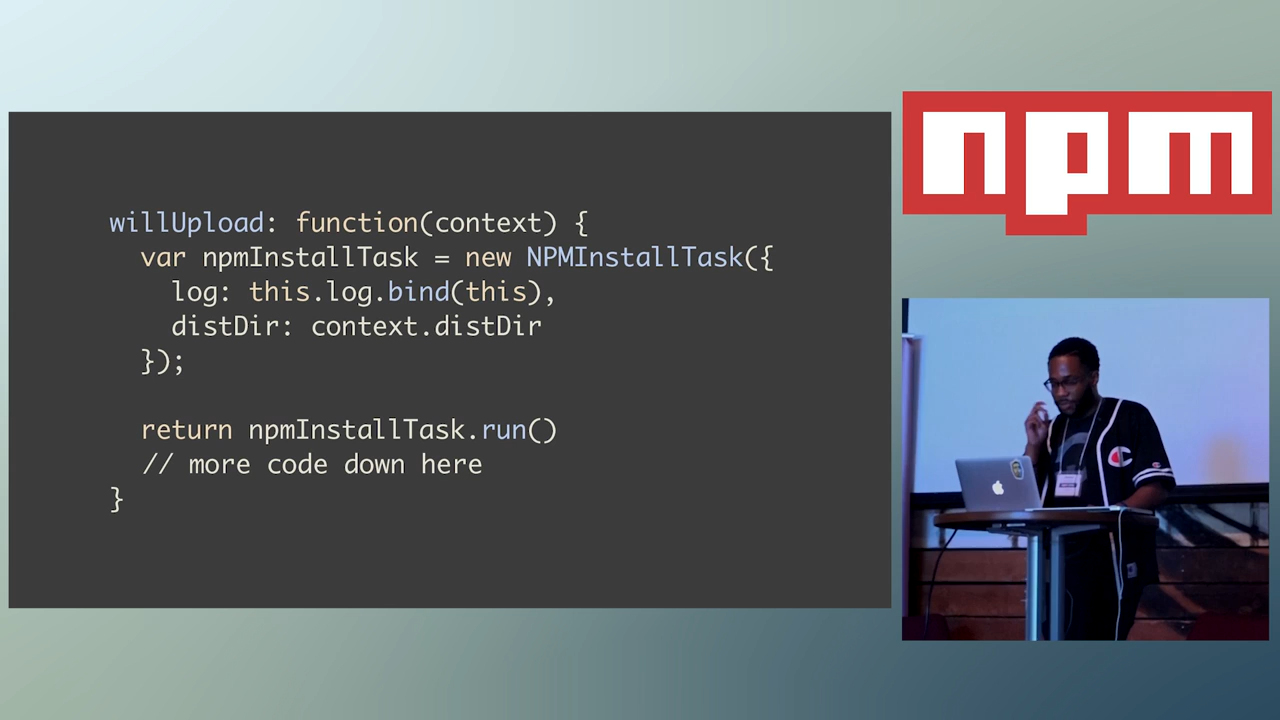 willUpload: function(context) {
  var npmInstallTask = new NPMInstallTask({
    log: this.log.bind(this),
    distDir: context.distDir
  });

  return npmInstallTask.run()
  // more code down here
}
npm